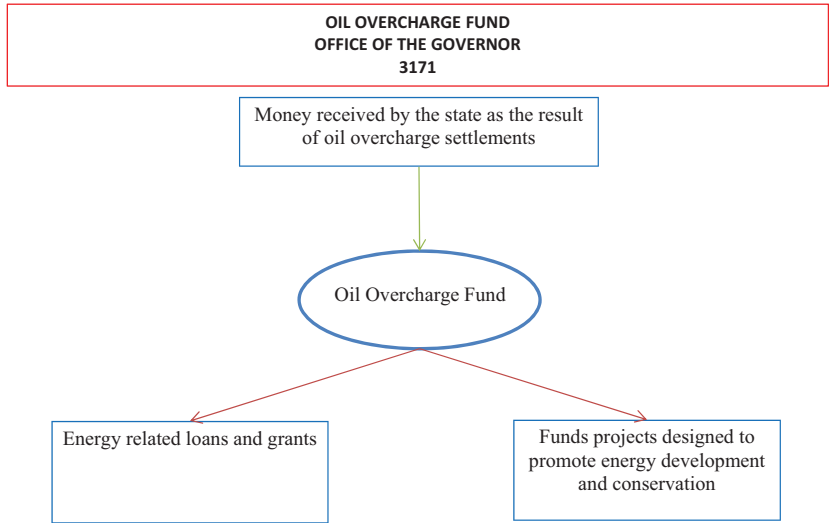 OIL OVERCHARGE FUND
OFFICE OF THE GOVERNOR
3171
Money received by the state as the result
of oil overcharge settlements
Oil Overcharge Fund
Energy related loans and grants
Funds projects designed to
promote energy development
and conservation